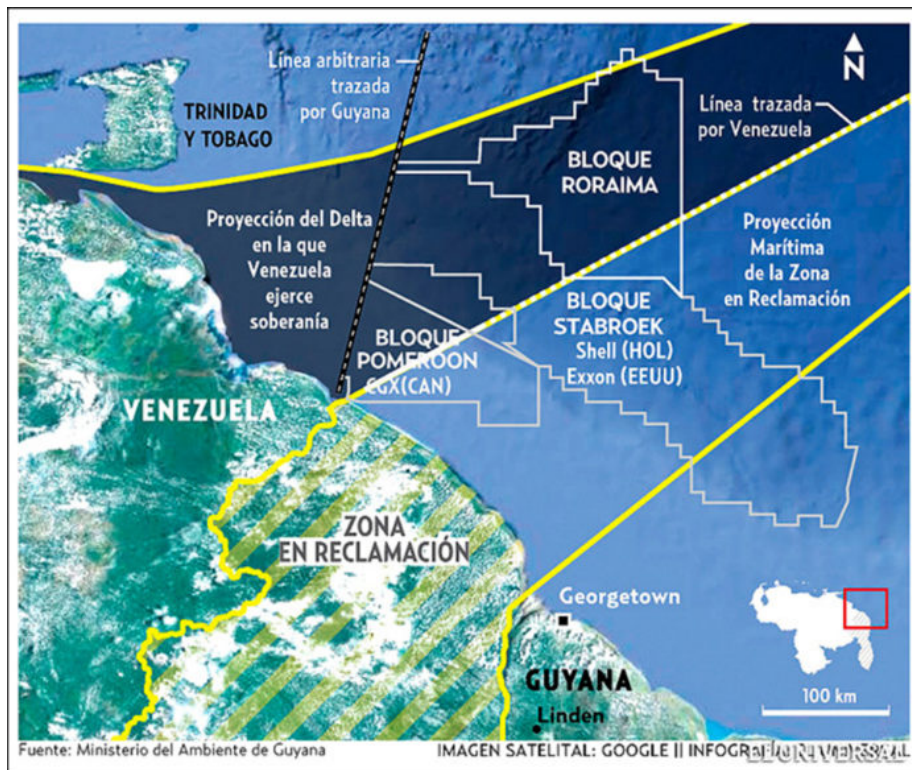 Línea arbitraria
trazada
por Guyana
N
TRINIDAD
Y TOBAGO
Línea trazada
por Venezuela
BLOQUE
RORAIMA
Proyección del Delta
en la que
Venezuela
ejerce
soberanía
Proyección
Marítima
de la Zona
en Reclamación
BLOQUE
STABROEK
Shell (HOL)
Exxon (EEUU)
BLOQUE
POMEROON
CGX(CAN)
VENEZUELA
ZONA
EN RECLAMACIÓN
Georgetown
GUYANA
Linden
100 km
Fuente: Ministerio del Ambiente de Guyana
IMAGEN SATELITAL: GOOGLE || INFOGRAFÍA
EL UNIVERSAL